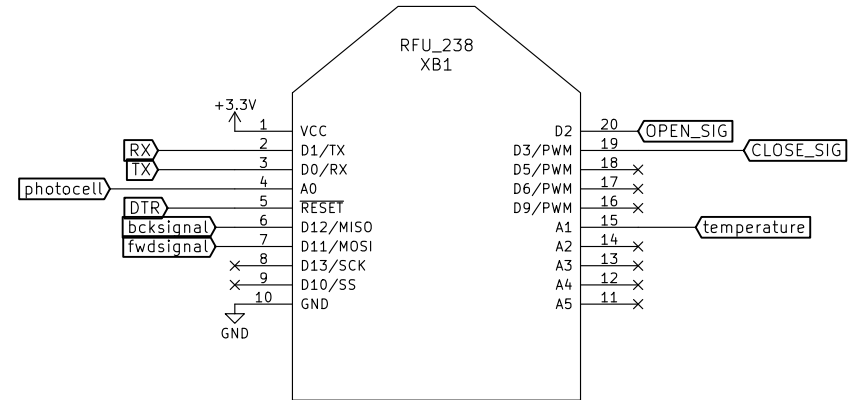 RFU_238
XB1
+3.3V
1 VCC
RX 2 D1/TX
TX 3 D0/RX
photocell 4 A0
DTR 5 RESET
bcksignal 6 D12/MISO
fwdsignal 7 D11/MOSI
8 D13/SCK
9 D10/SS
10 GND
GND
D2 20 OPEN_SIG
D3/PWM 19 CLOSE_SIG
D5/PWM 18
D6/PWM 17
D9/PWM 16
A1 15 temperature
A2 14
A3 13
A4 12
A5 11